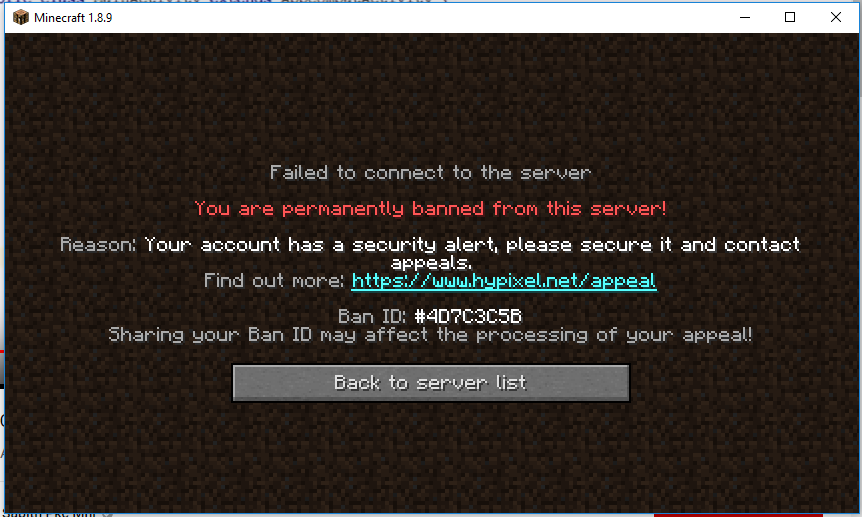 Minecraft 1.8.9
Failed to connect to the server
You are permanently banned from this server!
Reason: Your account has a security alert, please secure it and contact
appeals.
Find out more: https://www.hypixel.net/appeal
Ban ID: #4D7C3C5B
Sharing your Ban ID may affect the processing of your appeal!
Back to server list